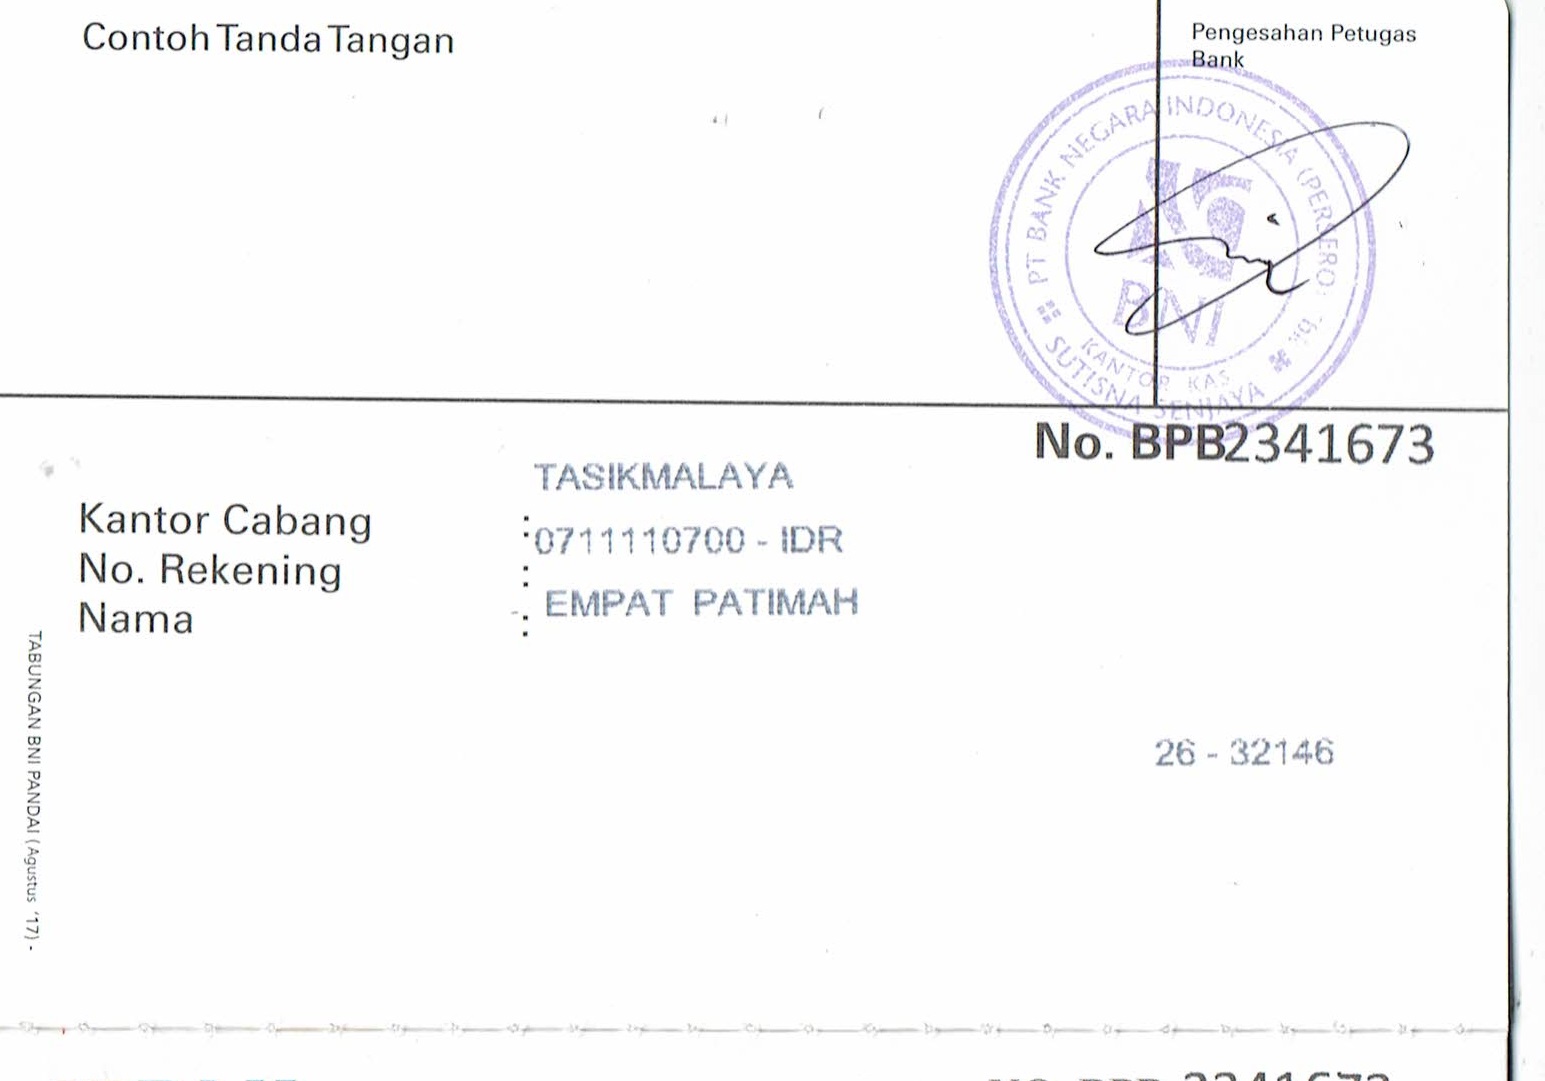 Contoh Tanda Tangan
Pengesahan Petugas
Bank
PT BANK NEGARA INDONESIA (PERSERO) Tbk.
BNI
KANTOR KAS
SUTISNA SENJAYA
No. BPB2341673
Kantor Cabang : TASIKMALAYA
No. Rekening : 0711110700 - IDR
Nama : EMPAT PATIMAH
26 - 32146
TABUNGAN BNI PANDAI (Agustus '17) -